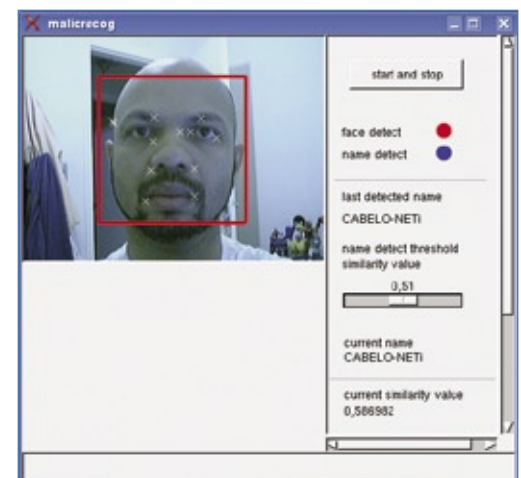 malicrecog
start and stop
face detect
name detect
last detected name
CABELO-NETI
name detect threshold
similarity value
0,51
current name
CABELO-NETI
current similarity value
0,586982